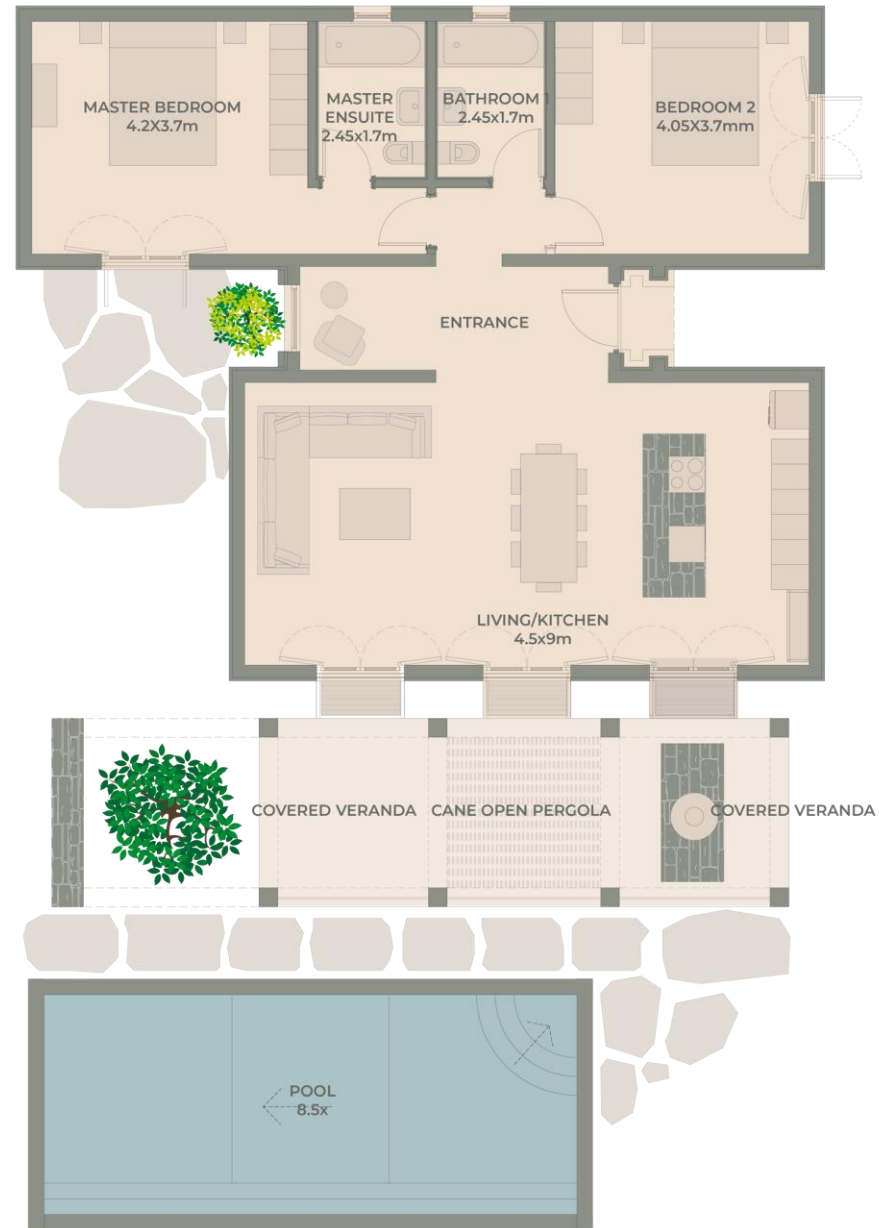 MASTER BEDROOM
4.2X3.7m
MASTER
ENSUITE
2.45x1.7m
BATHROOM 1
2.45x1.7m
BEDROOM 2
4.05X3.7mm
ENTRANCE
LIVING/KITCHEN
4.5x9m
COVERED VERANDA
CANE OPEN PERGOLA
COVERED VERANDA
POOL
8.5x